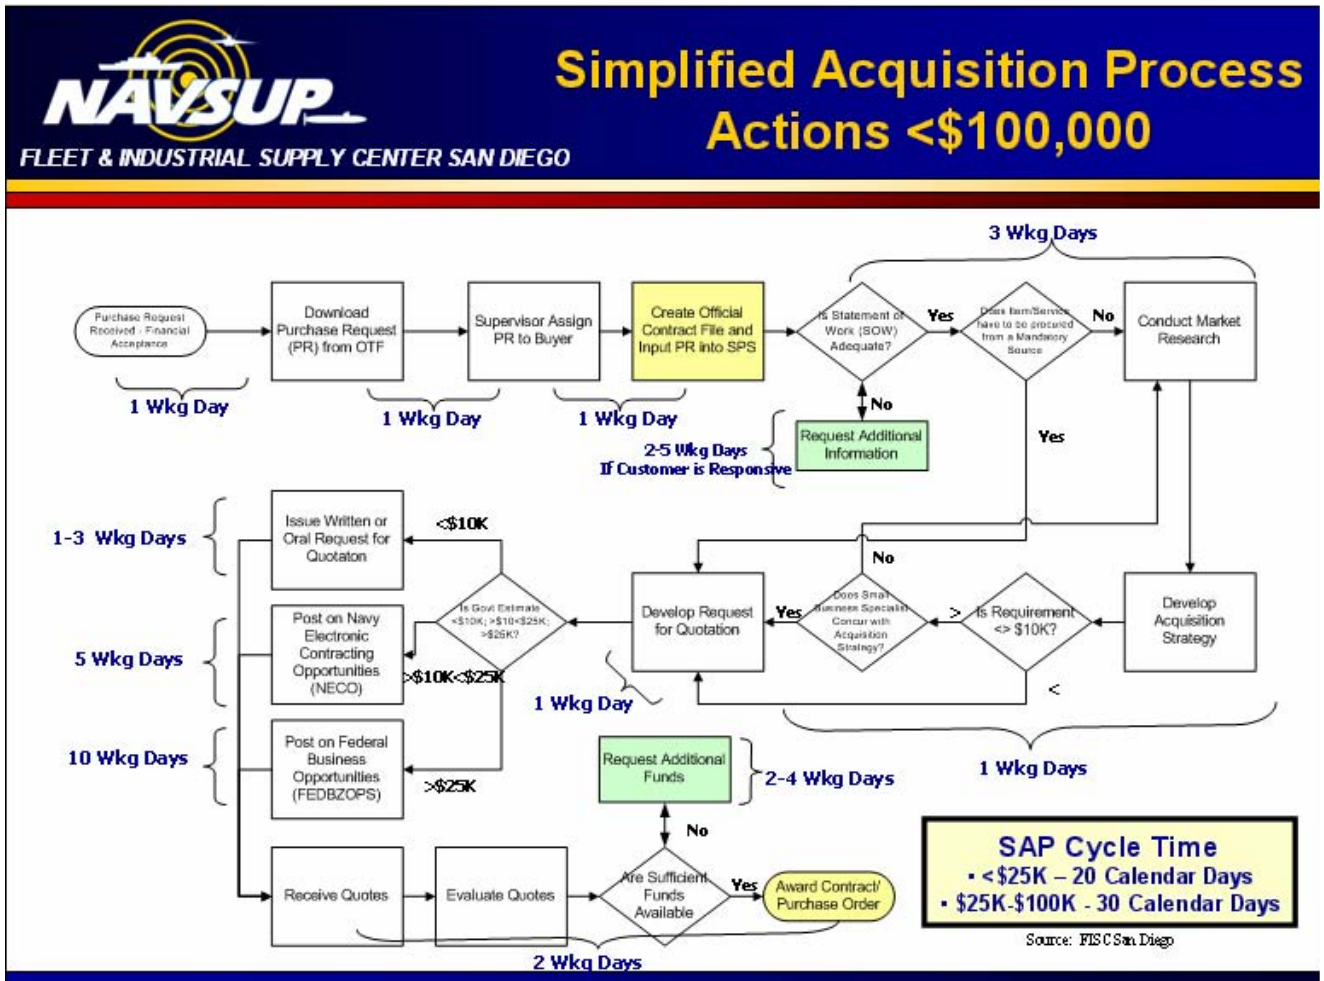 NAVSUP
FLEET & INDUSTRIAL SUPPLY CENTER SAN DIEGO
Simplified Acquisition Process
Actions <$100,000
3 Wkg Days
Purchase Request
Received - Financial
Acceptance
Download
Purchase Request
(PR) from OTF
Supervisor Assign
PR to Buyer
Create Official
Contract File and
Input PR into SPS
Is Statement of
Work (SOW)
Adequate?
Yes
Does Item/Service
have to be procured
from a Mandatory
Source
No
Conduct Market
Research
1 Wkg Day
1 Wkg Day
1 Wkg Day
No
Yes
2-5 Wkg Days
If Customer is Responsive
Request Additional
Information
1-3 Wkg Days
Issue Written or
Oral Request for
Quotaton
<$10K
No
5 Wkg Days
Post on Navy
Electronic
Contracting
Opportunities
(NECO)
>$10K<$25K
Is Govt Estimate
<$10K; >$10<$25K;
>$25K?
Develop Request
for Quotation
Yes
Does Small
Business Specialist
Concur with
Acquisition
Strategy?
>
Is Requirement
<> $10K?
Develop
Acquisition
Strategy
<
1 Wkg Day
1 Wkg Days
10 Wkg Days
Post on Federal
Business
Opportunities
(FEDBZOPS)
>$25K
Request Additional
Funds
2-4 Wkg Days
No
Receive Quotes
Evaluate Quotes
Are Sufficient
Funds
Available
Yes
Award Contract/
Purchase Order
2 Wkg Days
SAP Cycle Time
• <$25K – 20 Calendar Days
• $25K-$100K - 30 Calendar Days
Source: FISC San Diego